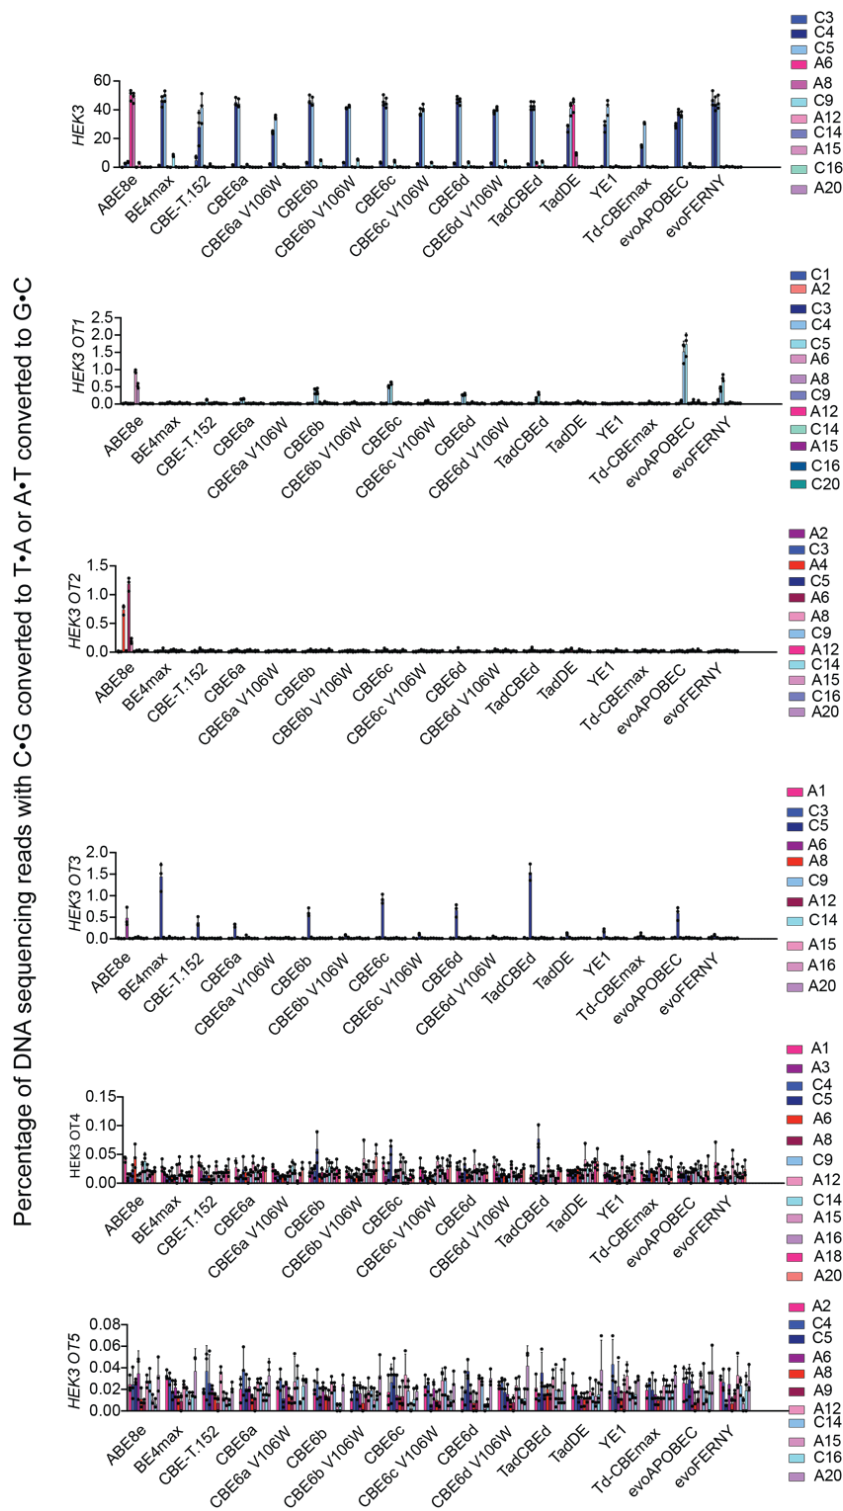 Percentage of DNA sequencing reads with C•G converted to T•A or A•T converted to G•C
HEK3
60
40
20
0
ABE8e
BE4max
CBE-T.152
CBE6a
CBE6a V106W
CBE6b
CBE6b V106W
CBE6c
CBE6c V106W
CBE6d
CBE6d V106W
TadCBEd
TadDE
YE1
Td-CBEmax
evoAPOBEC
evoFERNY
C3
C4
C5
A6
A8
C9
A12
C14
A15
C16
A20
HEK3 OT1
2.5
2.0
1.5
1.0
0.5
0.0
ABE8e
BE4max
CBE-T.152
CBE6a
CBE6a V106W
CBE6b
CBE6b V106W
CBE6c
CBE6c V106W
CBE6d
CBE6d V106W
TadCBEd
TadDE
YE1
Td-CBEmax
evoAPOBEC
evoFERNY
C1
A2
C3
C4
C5
A6
A8
C9
A12
C14
A15
C16
C20
HEK3 OT2
1.5
1.0
0.5
0.0
ABE8e
BE4max
CBE-T.152
CBE6a
CBE6a V106W
CBE6b
CBE6b V106W
CBE6c
CBE6c V106W
CBE6d
CBE6d V106W
TadCBEd
TadDE
YE1
Td-CBEmax
evoAPOBEC
evoFERNY
A2
C3
A4
C5
A6
A8
C9
A12
C14
A15
C16
A20
HEK3 OT3
2.0
1.5
1.0
0.5
0.0
ABE8e
BE4max
CBE-T.152
CBE6a
CBE6a V106W
CBE6b
CBE6b V106W
CBE6c
CBE6c V106W
CBE6d
CBE6d V106W
TadCBEd
TadDE
YE1
Td-CBEmax
evoAPOBEC
evoFERNY
A1
C3
C5
A6
A8
C9
A12
C14
A15
A16
A20
HEK3 OT4
0.15
0.10
0.05
0.00
ABE8e
BE4max
CBE-T.152
CBE6a
CBE6a V106W
CBE6b
CBE6b V106W
CBE6c
CBE6c V106W
CBE6d
CBE6d V106W
TadCBEd
TadDE
YE1
Td-CBEmax
evoAPOBEC
evoFERNY
A1
A3
C4
C5
A6
A8
C9
A12
C14
A15
A16
A18
A20
HEK3 OT5
0.08
0.06
0.04
0.02
0.00
ABE8e
BE4max
CBE-T.152
CBE6a
CBE6a V106W
CBE6b
CBE6b V106W
CBE6c
CBE6c V106W
CBE6d
CBE6d V106W
TadCBEd
TadDE
YE1
Td-CBEmax
evoAPOBEC
evoFERNY
A2
C4
C5
A6
A8
A9
A12
C14
A15
C16
A20